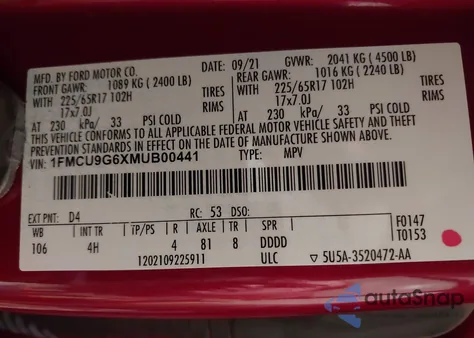 MFD. BY FORD MOTOR CO. DATE: 09/21 GVWR: 2041 KG ( 4500 LB)
FRONT GAWR: 1089 KG ( 2400 LB) REAR GAWR: 1016 KG ( 2240 LB)
WITH 225/65R17 102H TIRES WITH 225/65R17 102H TIRES
17x7.0J RIMS 17x7.0J RIMS
AT 230 kPa/ 33 PSI COLD AT 230 kPa/ 33 PSI COLD
THIS VEHICLE CONFORMS TO ALL APPLICABLE FEDERAL MOTOR VEHICLE SAFETY, BUMPER, AND THEFT
PREVENTION STANDARDS IN EFFECT ON THE DATE OF MANUFACTURE SHOWN ABOVE.
VIN: 1FMCU9G6XMUB00441 TYPE: MPV
EXT PNT: D4 RC: 53 DSO: F0147
WB INT TR TP/PS R AXLE TR SPR T0153
106 4H 4 81 8 DDDD
1202109225911 ULC ▽ 5U5A-3520472-AA
autoSnap